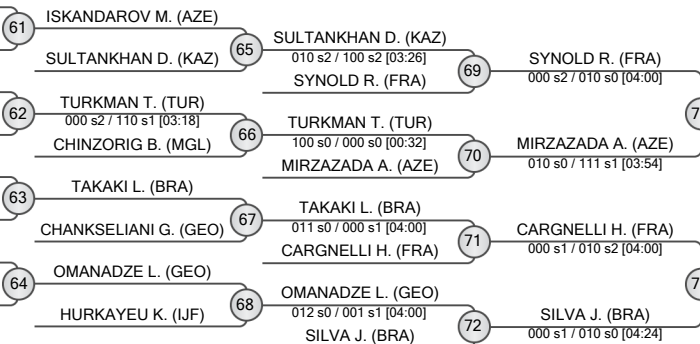 61
ISKANDAROV M. (AZE)
SULTANKHAN D. (KAZ)
65
SULTANKHAN D. (KAZ)
010 s2 / 100 s2 [03:26]
SYNOLD R. (FRA)
69
SYNOLD R. (FRA)
000 s2 / 010 s0 [04:00]
62
TURKMAN T. (TUR)
000 s2 / 110 s1 [03:18]
CHINZORIG B. (MGL)
66
TURKMAN T. (TUR)
100 s0 / 000 s0 [00:32]
MIRZAZADA A. (AZE)
70
MIRZAZADA A. (AZE)
010 s0 / 111 s1 [03:54]
63
TAKAKI L. (BRA)
CHANKSELIANI G. (GEO)
67
TAKAKI L. (BRA)
011 s0 / 000 s1 [04:00]
CARGNELLI H. (FRA)
71
CARGNELLI H. (FRA)
000 s1 / 010 s2 [04:00]
64
OMANADZE L. (GEO)
HURKAYEU K. (IJF)
68
OMANADZE L. (GEO)
012 s0 / 001 s1 [04:00]
SILVA J. (BRA)
72
SILVA J. (BRA)
000 s1 / 010 s0 [04:24]